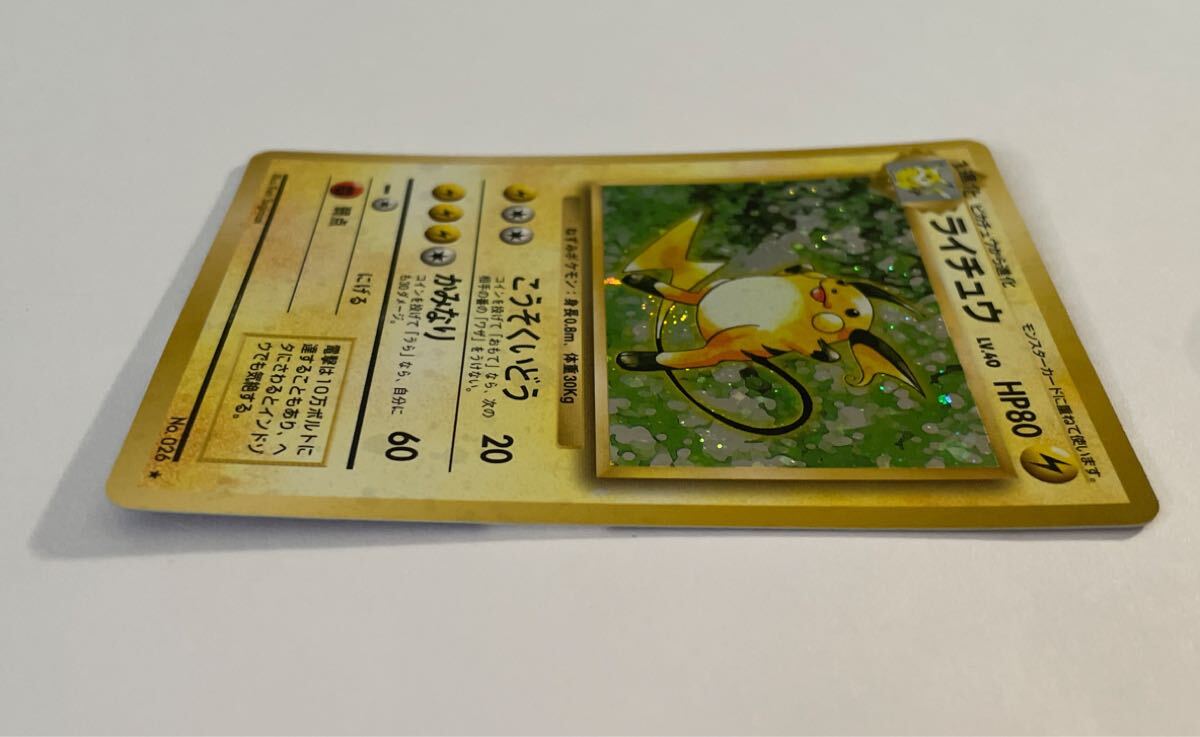 1進化 ピカチュウから進化
モンスターカードに重ねて使います。
ライチュウ LV.40 HP80
ねずみポケモン：身長0.8m、体重30Kg
こうそくいどう 20
コインを投げて「おもて」なら、次の
相手の番の「ワザ」をうけない。
かみなり 60
コインを投げて「うら」なら、自分に
も30ダメージ。
弱点
にげる
電撃は10万ボルトに
達することもあり、ヘ
タにさわるとインドゾ
ウでも気絶する。
No.026 ★